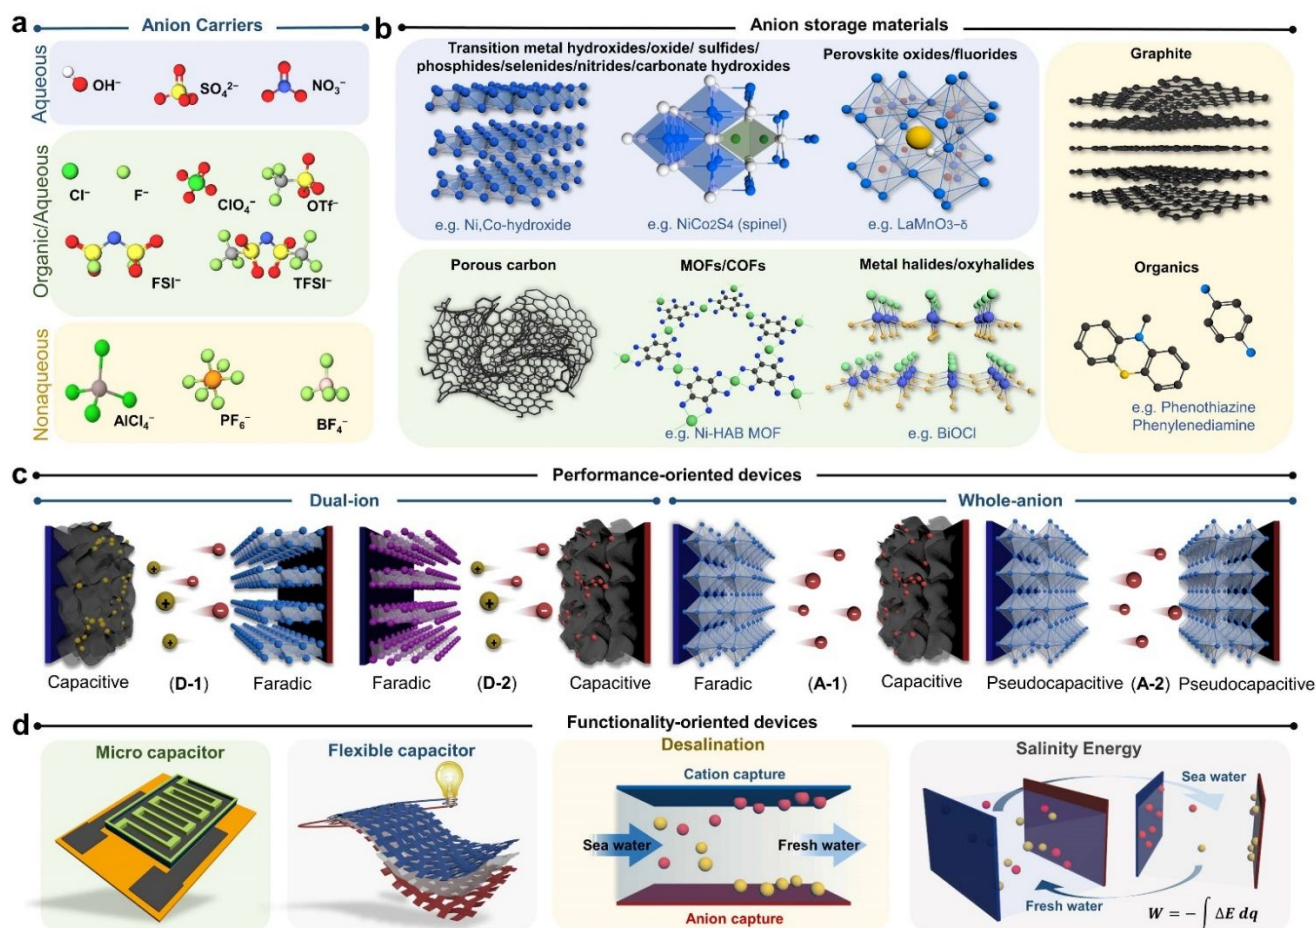 a
Anion Carriers
Aqueous
OH⁻
SO₄²⁻
NO₃⁻
Organic/Aqueous
Cl⁻
F⁻
ClO₄⁻
OTf⁻
FSI⁻
TFSI⁻
Nonaqueous
AlCl₄⁻
PF₆⁻
BF₄⁻
b
Anion storage materials
Transition metal hydroxides/oxide/ sulfides/
phosphides/selenides/nitrides/carbonate hydroxides
e.g. Ni,Co-hydroxide
e.g. NiCo2S4 (spinel)
Perovskite oxides/fluorides
e.g. LaMnO3-δ
Graphite
Porous carbon
MOFs/COFs
e.g. Ni-HAB MOF
Metal halides/oxyhalides
e.g. BiOCl
Organics
e.g. Phenothiazine
Phenylenediamine
c
Performance-oriented devices
Dual-ion
Whole-anion
Capacitive
(D-1)
Faradic
Faradic
(D-2)
Capacitive
Faradic
(A-1)
Capacitive
Pseudocapacitive
(A-2)
Pseudocapacitive
d
Functionality-oriented devices
Micro capacitor
Flexible capacitor
Desalination
Cation capture
Sea water
Fresh water
Anion capture
Salinity Energy
Sea water
Fresh water
W = − ∫ ΔE dq